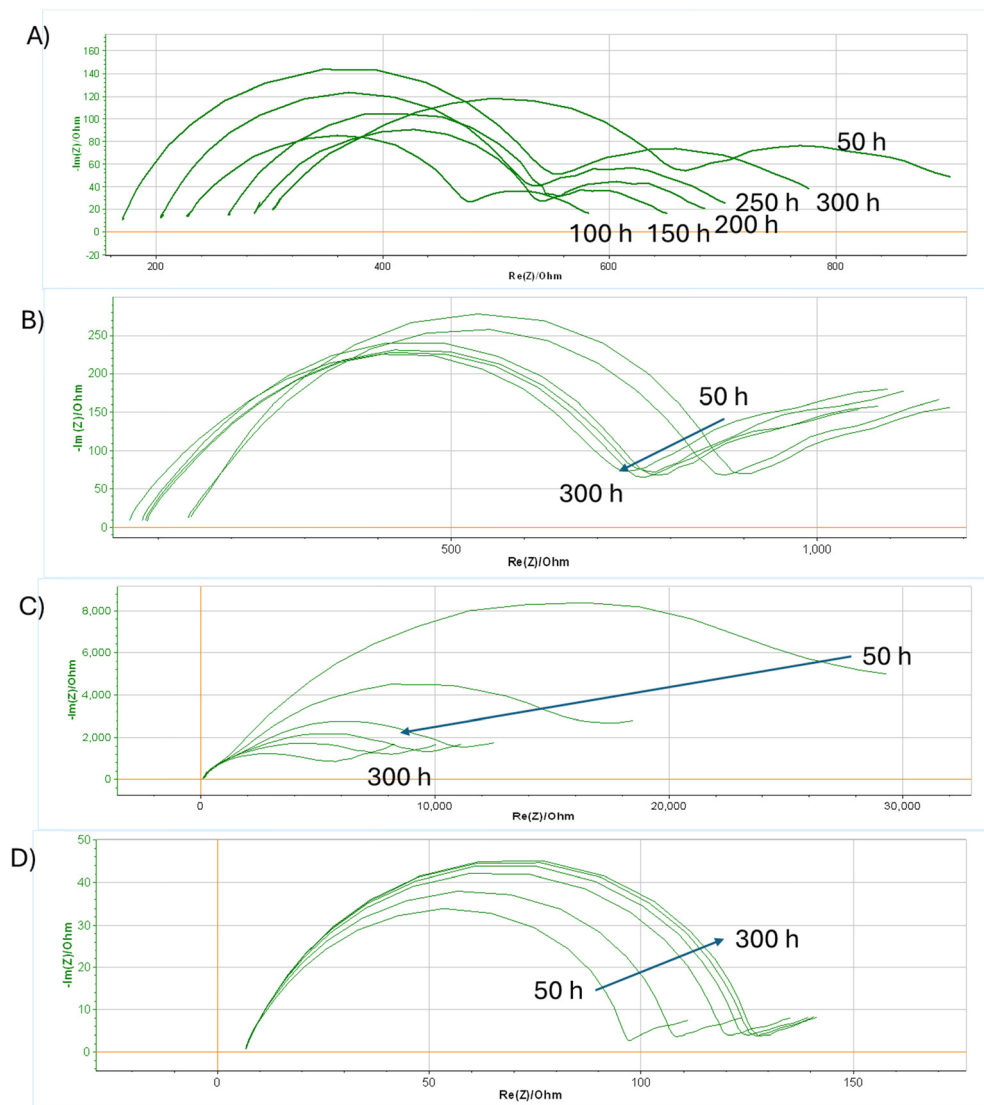 A)
-Im(Z)/Ohm
160
140
120
100
80
60
40
20
0
-20
50 h
250 h 300 h
200 h
100 h 150 h
200 400 600 800
Re(Z)/Ohm
B)
-Im (Z)/Ohm
250
200
150
100
50
0
50 h
300 h
500 1,000
Re(Z)/Ohm
C)
-Im(Z)/Ohm
8,000
6,000
4,000
2,000
0
50 h
300 h
0 10,000 20,000 30,000
Re(Z)/Ohm
D)
-Im(Z)/Ohm
50
40
30
20
10
0
300 h
50 h
0 50 100 150
Re(Z)/Ohm